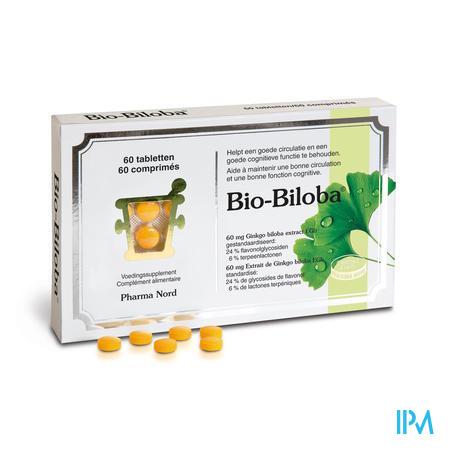 60 tabletten/60 comprimés
Bio-Biloba®
60 tabletten
60 comprimés
Voedingssupplement
Complément alimentaire
Pharma Nord
Helpt een goede circulatie en een
goede cognitieve functie te behouden.
Aide à maintenir une bonne circulation
et une bonne fonction cognitive.
Bio-Biloba®
60 mg Ginkgo biloba extract EGb
gestandaardiseerd:
24 % flavonolglycosiden
6 % terpeenlactonen
60 mg Extrait de Ginkgo biloba EGb
standardisé:
24 % de glycosides de flavonol
6 % de lactones terpéniques
Bio-Biloba
IPM